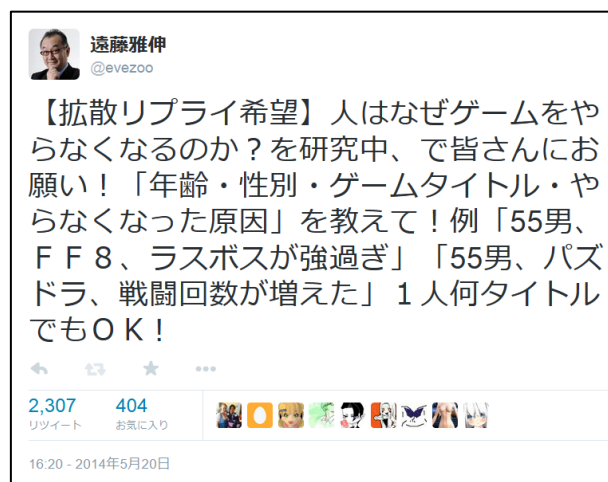 遠藤雅伸
@evezoo
【拡散リプライ希望】人はなぜゲームをや
らなくなるのか？を研究中、で皆さんにお
願い！「年齢・性別・ゲームタイトル・や
らなくなった原因」を教えて！例「55男、
ＦＦ８、ラスボスが強過ぎ」「55男、パズ
ドラ、戦闘回数が増えた」１人何タイトル
でもＯＫ！
2,307 404
リツイート お気に入り
16:20 - 2014年5月20日